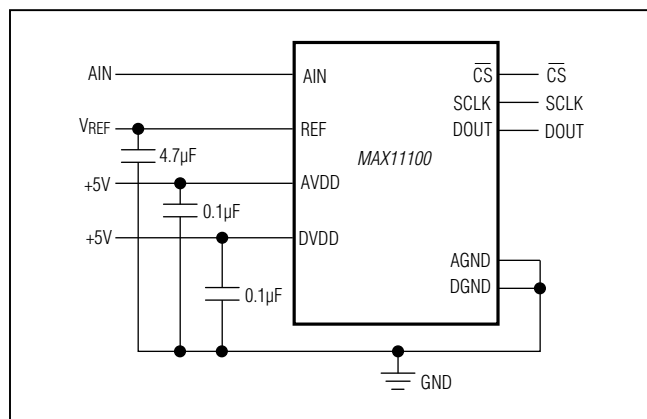 AIN AIN CS CS
SCLK SCLK
VREF REF DOUT DOUT
4.7µF MAX11100
+5V AVDD
0.1µF
+5V DVDD
AGND
0.1µF DGND
GND